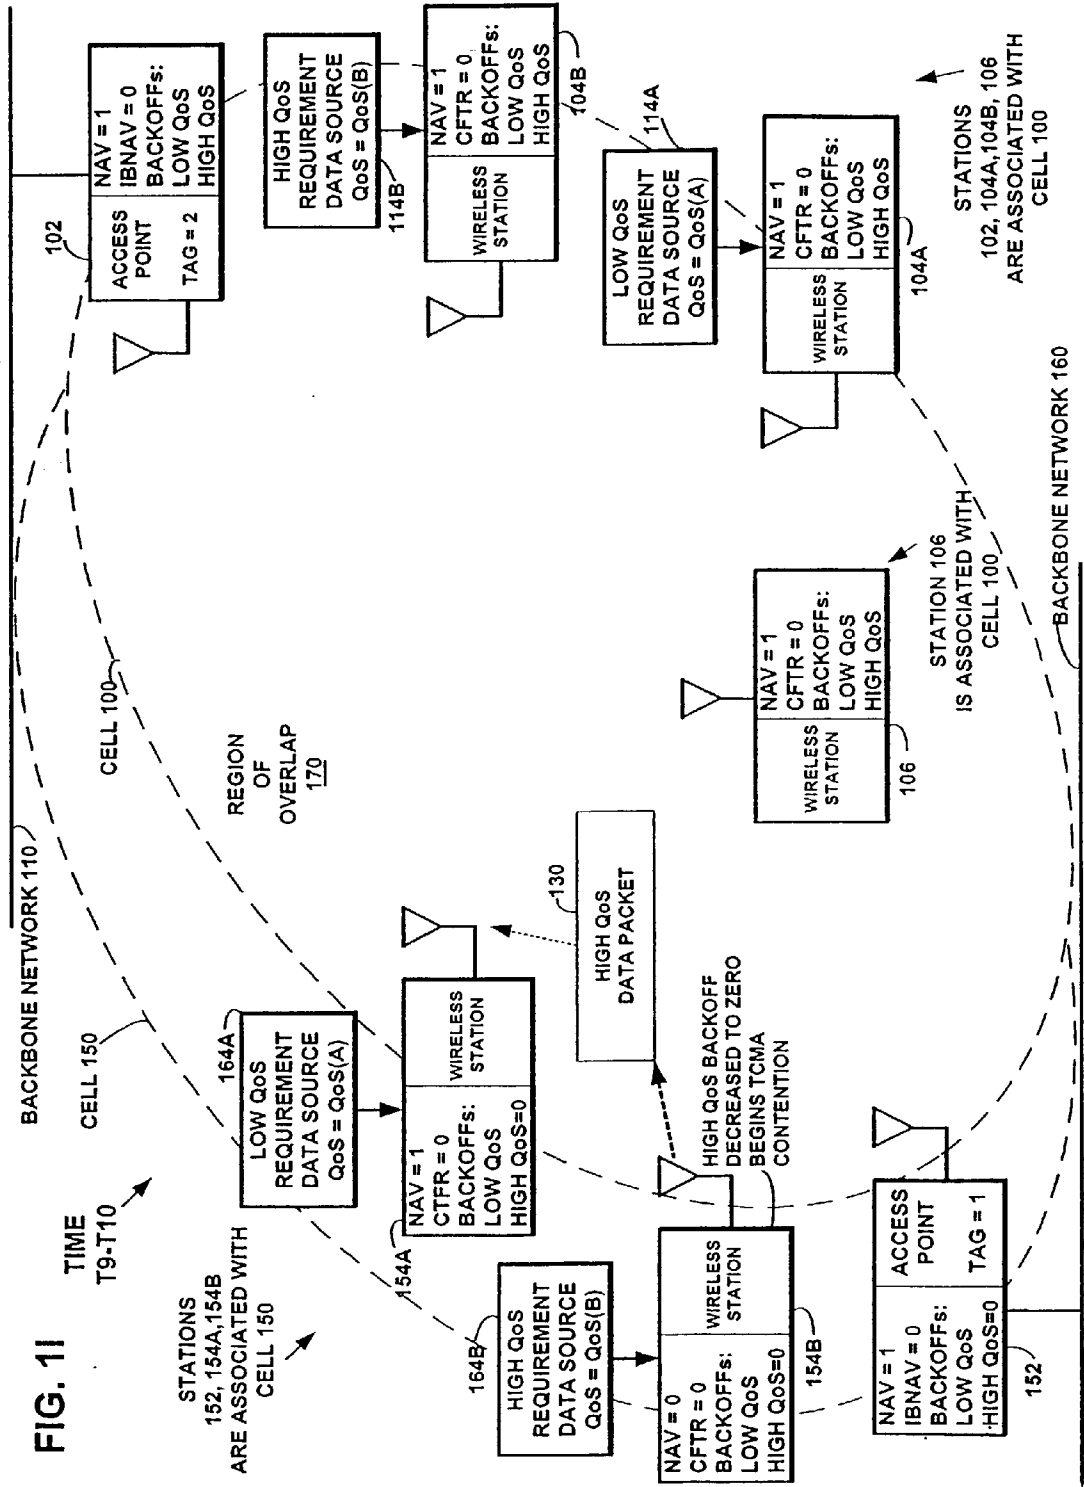 FIG. 1I
TIME
T9-T10
STATIONS
152, 154A,154B
ARE ASSOCIATED WITH
CELL 150
BACKBONE NETWORK 110
CELL 150
CELL 100
REGION
OF
OVERLAP
170
102
ACCESS
POINT
TAG = 2
NAV = 1
IBNAV = 0
BACKOFFs:
LOW QoS
HIGH QoS
HIGH QoS
REQUIREMENT
DATA SOURCE
QoS = QoS(B)
114B
WIRELESS
STATION
NAV = 1
CFTR = 0
BACKOFFs:
LOW QoS
HIGH QoS
104B
LOW QoS
REQUIREMENT
DATA SOURCE
QoS = QoS(A)
114A
WIRELESS
STATION
NAV = 1
CFTR = 0
BACKOFFs:
LOW QoS
HIGH QoS
104A
STATIONS
102, 104A,104B, 106
ARE ASSOCIATED WITH
CELL 100
164A
LOW QoS
REQUIREMENT
DATA SOURCE
QoS = QoS(A)
NAV = 1
CTFR = 0
BACKOFFs:
LOW QoS
HIGH QoS=0
WIRELESS
STATION
154A
130
HIGH QoS
DATA PACKET
WIRELESS
STATION
NAV = 1
CFTR = 0
BACKOFFs:
LOW QoS
HIGH QoS
106
STATION 106
IS ASSOCIATED WITH
CELL 100
164B
HIGH QoS
REQUIREMENT
DATA SOURCE
QoS = QoS(B)
NAV = 0
CFTR = 0
BACKOFFs:
LOW QoS
HIGH QoS=0
WIRELESS
STATION
154B
HIGH QoS BACKOFF
DECREASED TO ZERO
BEGINS TCMA
CONTENTION
NAV = 1
IBNAV = 0
BACKOFFs:
LOW QoS
HIGH QoS=0
ACCESS
POINT
TAG = 1
152
BACKBONE NETWORK 160